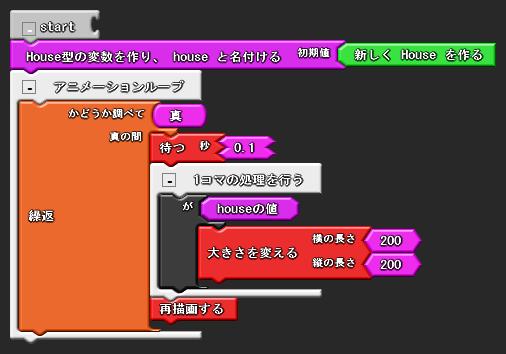 start
House型の変数を作り、 house と名付ける 初期値 新しく House を作る
アニメーションループ
かどうか調べて 真
真の間
待つ 秒 0.1
1コマの処理を行う
が houseの値
繰返
大きさを変える 横の長さ 200
縦の長さ 200
再描画する